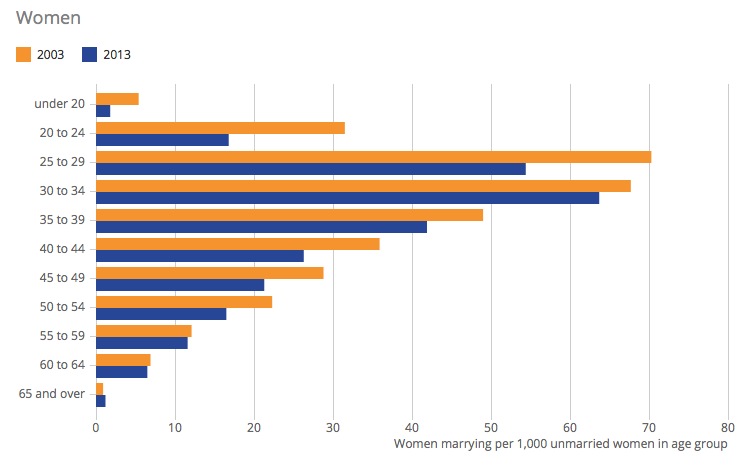 Women
2003 2013
under 20
20 to 24
25 to 29
30 to 34
35 to 39
40 to 44
45 to 49
50 to 54
55 to 59
60 to 64
65 and over
0 10 20 30 40 50 60 70 80
Women marrying per 1,000 unmarried women in age group